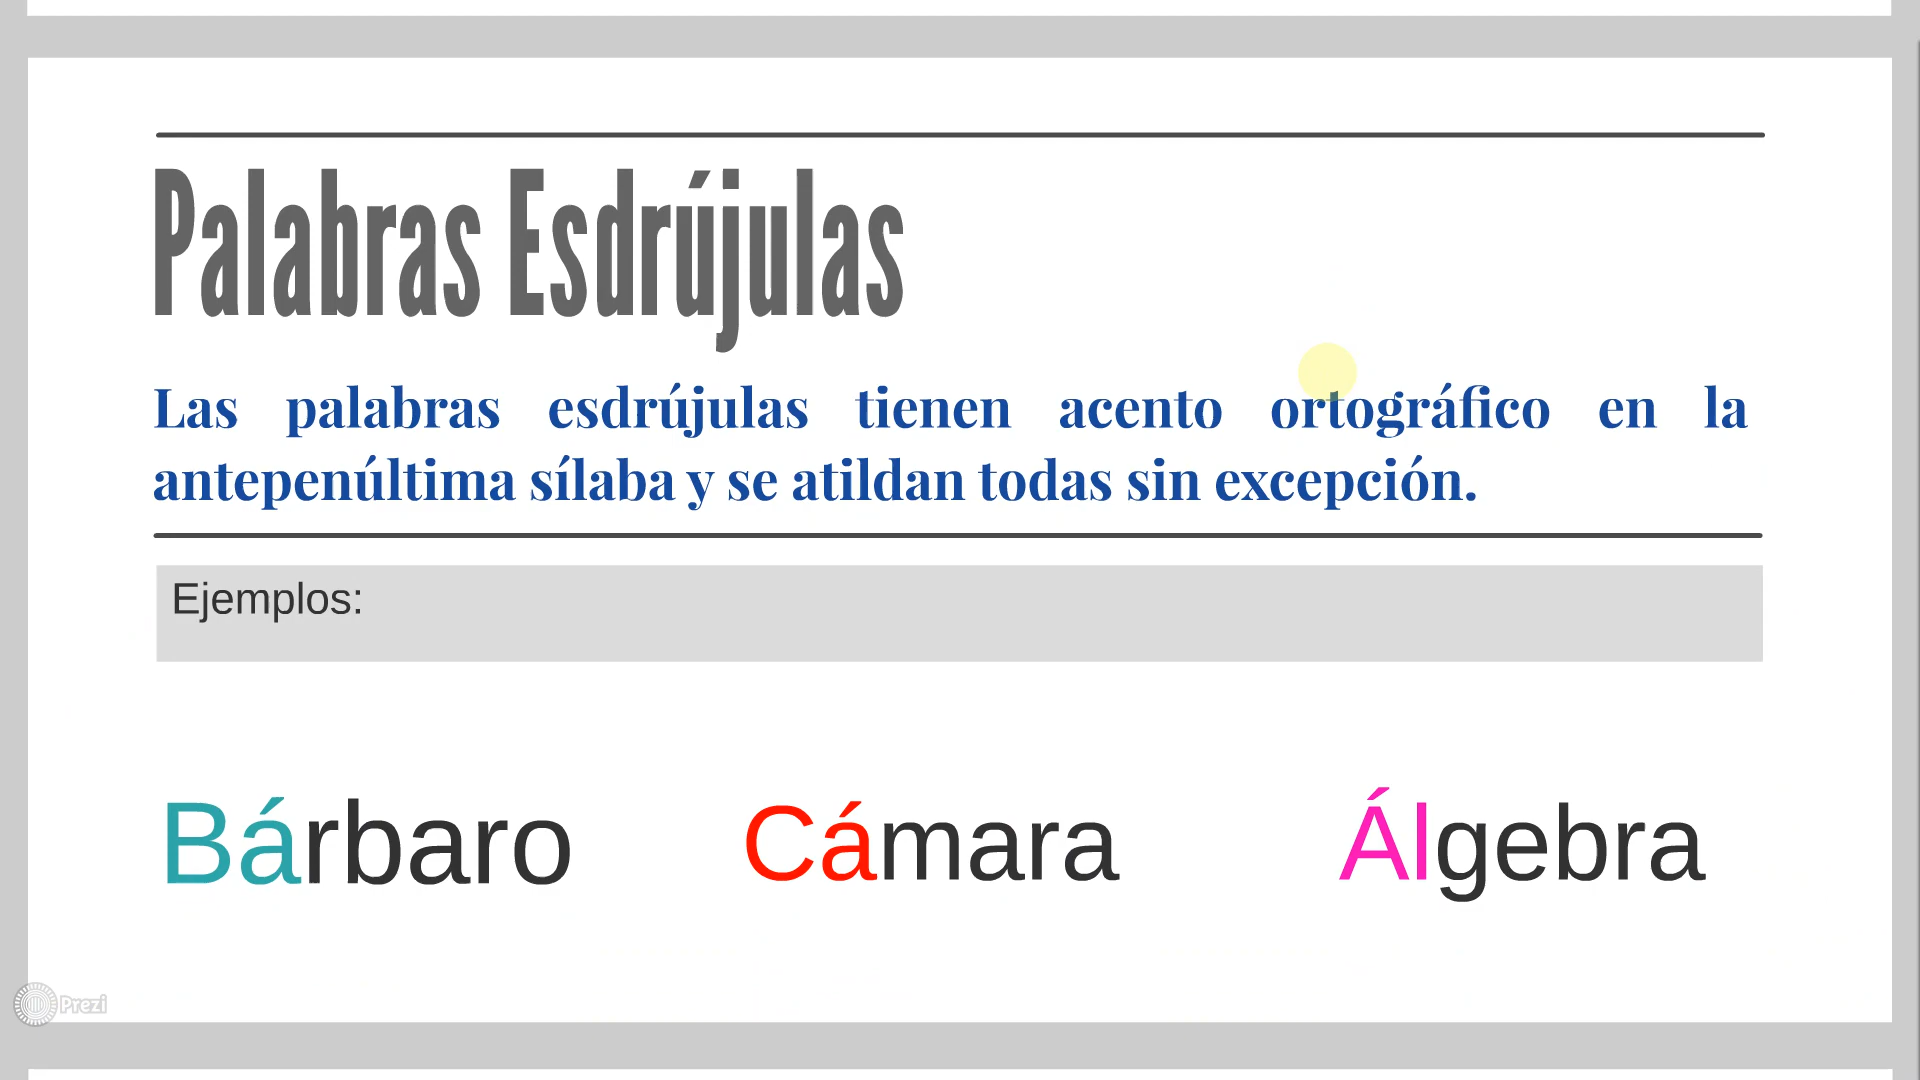 Palabras Esdrújulas
Las palabras esdrújulas tienen acento ortográfico en la
antepenúltima sílaba y se atildan todas sin excepción.
Ejemplos:
Bárbaro Cámara Álgebra
Prezi